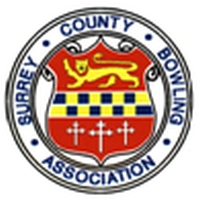 SURREY · COUNTY · BOWLING · ASSOCIATION ·